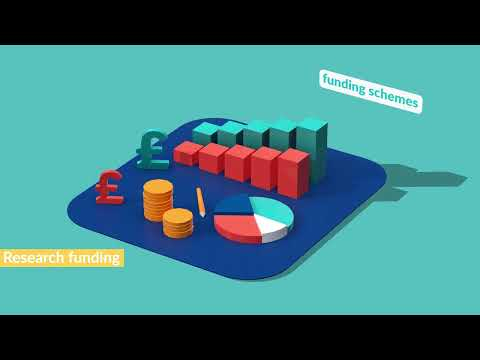 funding schemes
£
£
Research funding